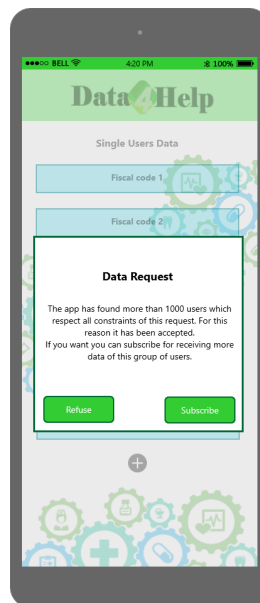 BELL 4:20 PM 100%
Data4Help
Single Users Data
Fiscal code 1
Fiscal code 2
Data Request
The app has found more than 1000 users which
respect all constraints of this request. For this
reason it has been accepted.
If you want you can subscribe for receiving more
data of this group of users.
Refuse Subscribe